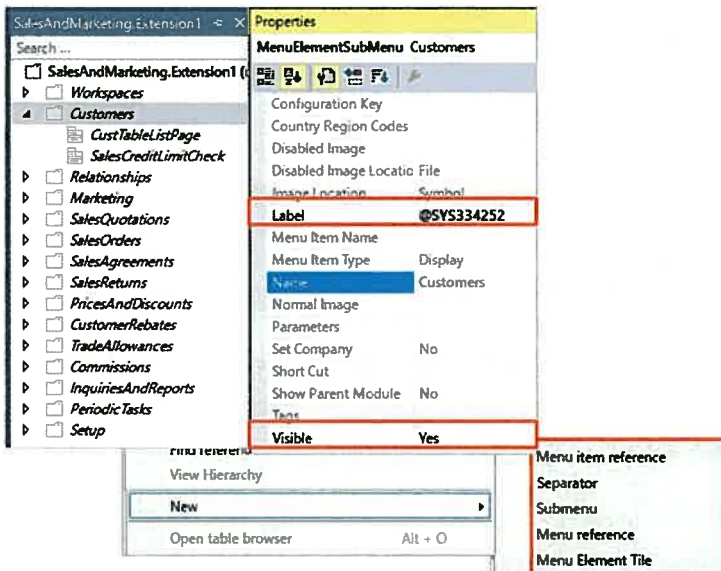 SalesAndMarketing.Extension1
Search ...
SalesAndMarketing.Extension1 (
Workspaces
Customers
CustTableListPage
SalesCreditLimitCheck
Relationships
Marketing
SalesQuotations
SalesOrders
SalesAgreements
SalesReturns
PricesAndDiscounts
CustomerRebates
TradeAllowances
Commissions
InquiriesAndReports
PeriodicTasks
Setup
Properties
MenuElementSubMenu Customers
Configuration Key
Country Region Codes
Disabled Image
Disabled Image Locatio File
Image Location Symbol
Label @SYS334252
Menu Item Name
Menu Item Type Display
Name Customers
Normal Image
Parameters
Set Company No
Short Cut
Show Parent Module No
Tags
Visible Yes
Find referenc
View Hierarchy
New
Open table browser Alt + O
Menu item reference
Separator
Submenu
Menu reference
Menu Element Tile